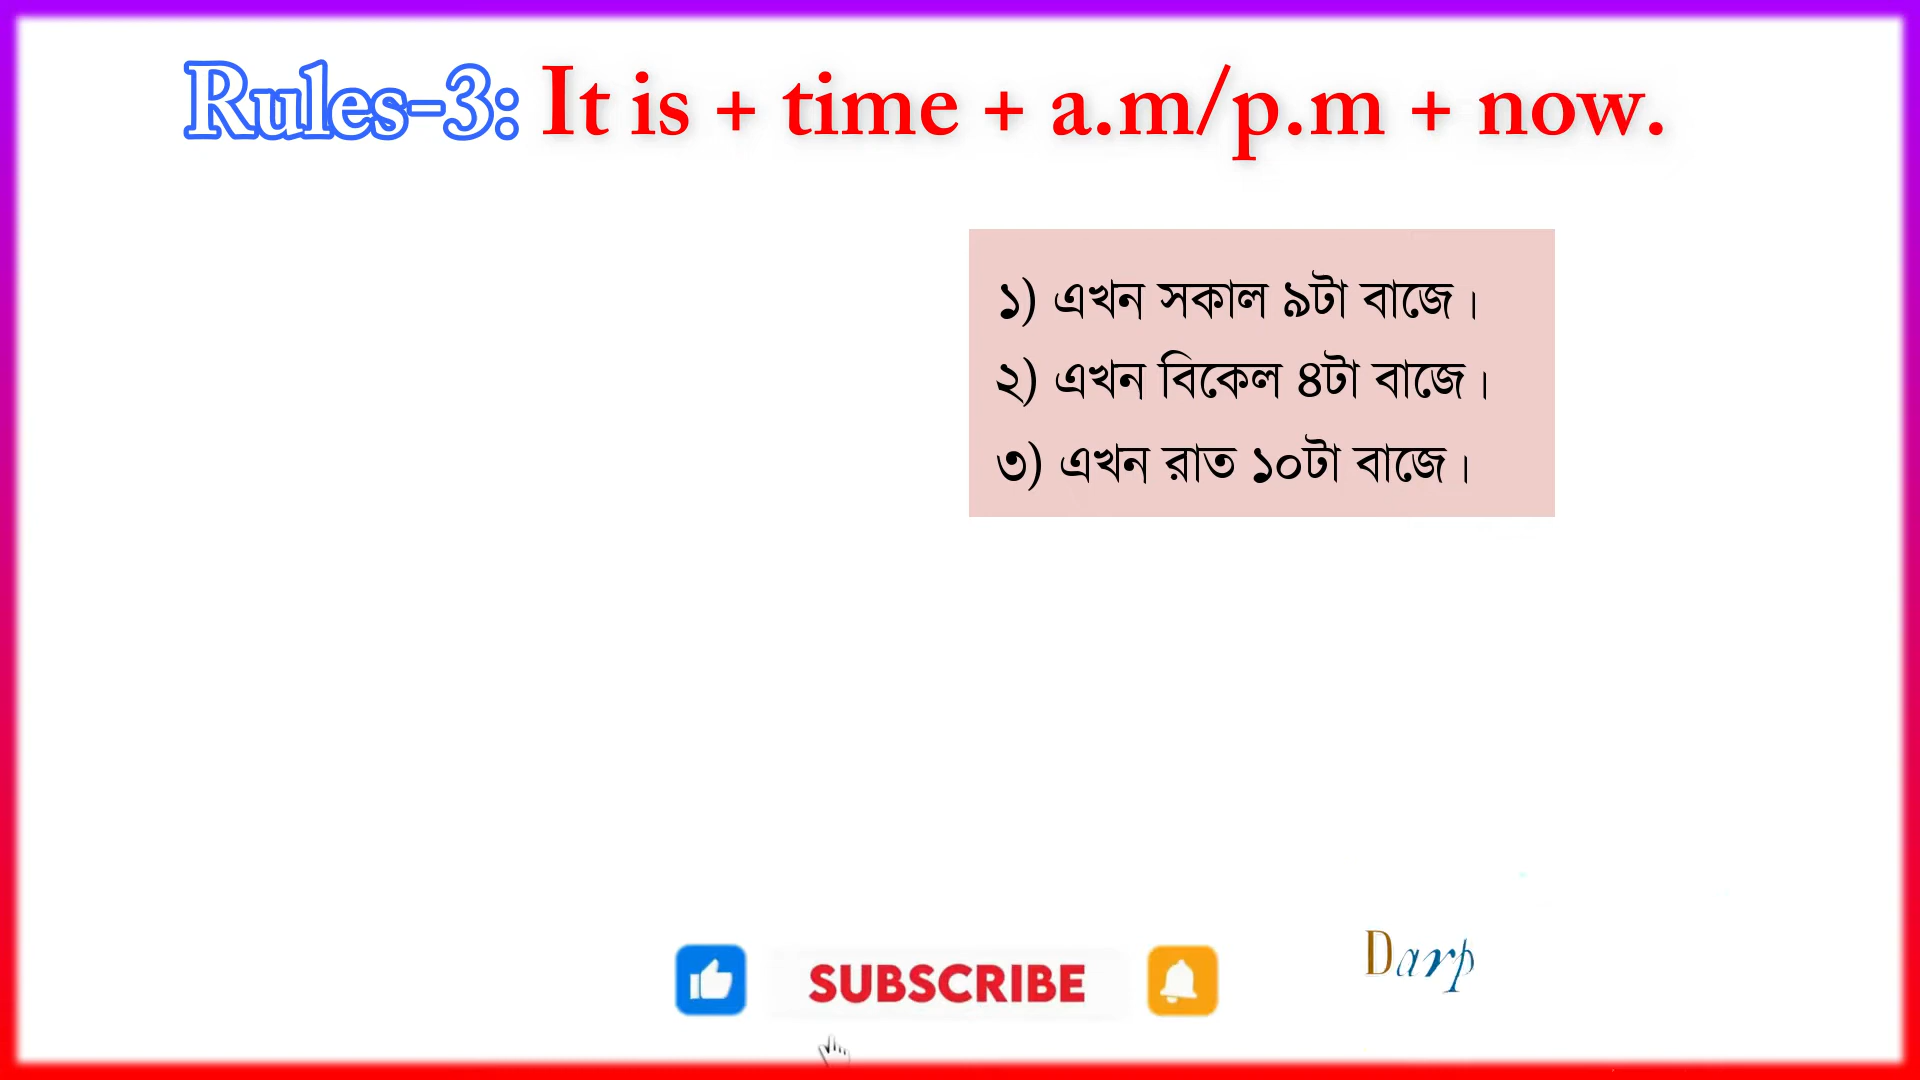 Rules-3: It is + time + a.m/p.m + now.
১) এখন সকাল ৯টা বাজে।
২) এখন বিকেল ৪টা বাজে।
৩) এখন রাত ১০টা বাজে।
SUBSCRIBE
Darp